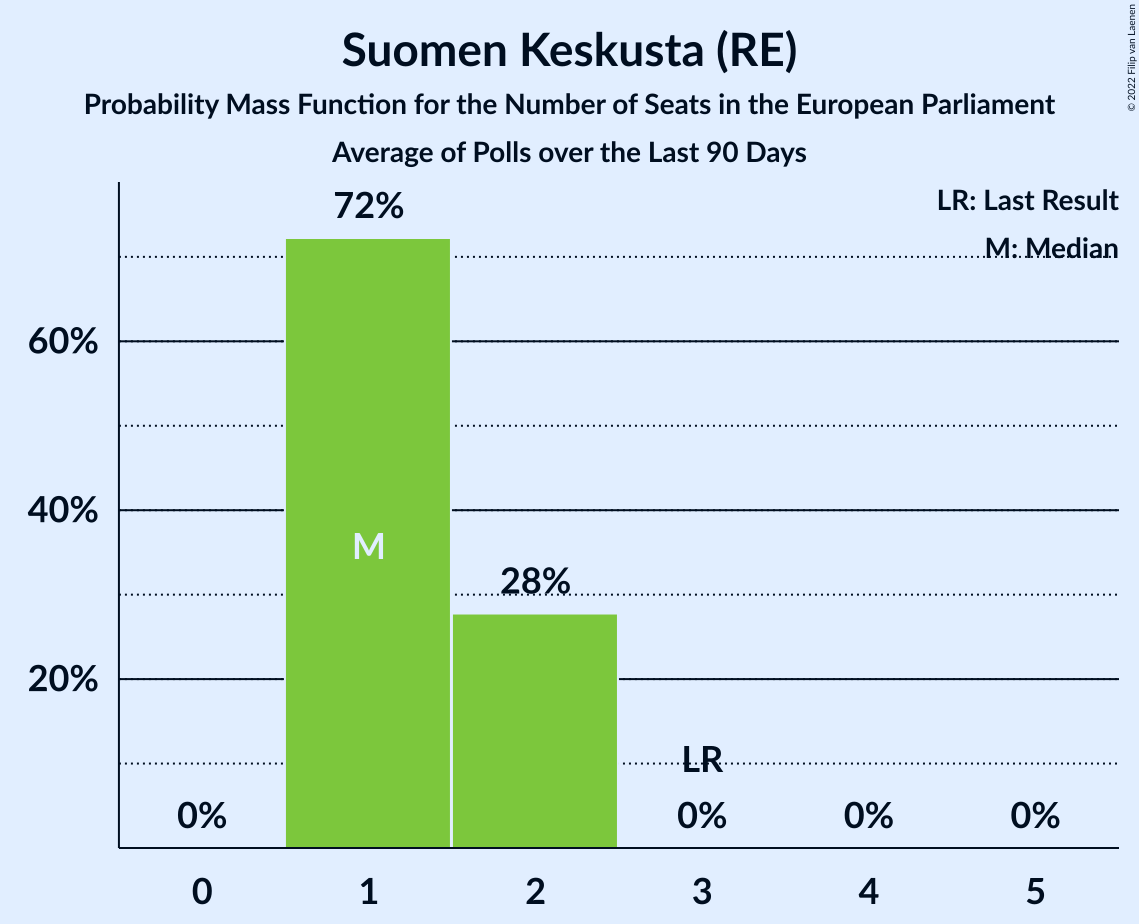 Suomen Keskusta (RE)
Probability Mass Function for the Number of Seats in the European Parliament
Average of Polls over the Last 90 Days
© 2022 Filip van Laenen
LR: Last Result
M: Median
72%
60%
40%
M
28%
20%
LR
0%
0%
0%
0%
0
1
2
3
4
5